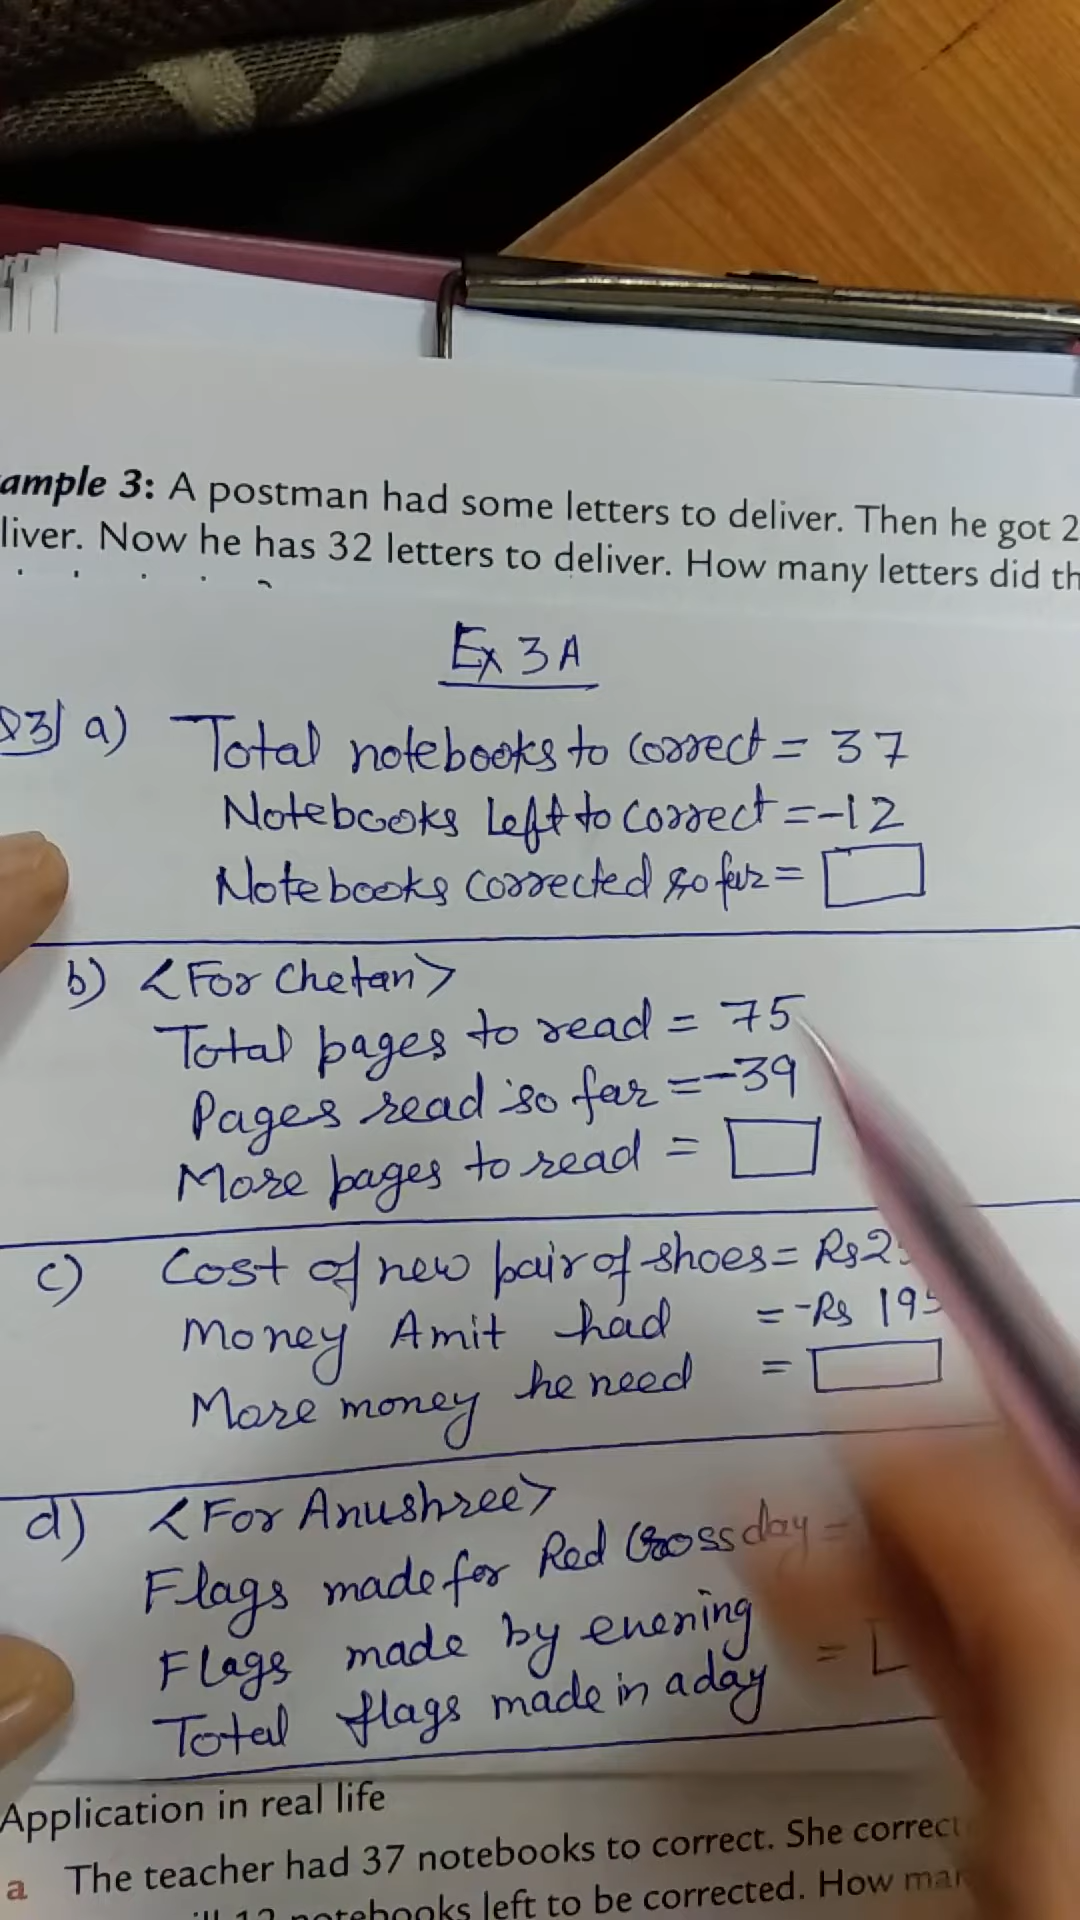 ample 3: A postman had some letters to deliver. Then he got 2
liver. Now he has 32 letters to deliver. How many letters did th
Ex 3A
Q3/ a) Total notebooks to correct = 37
Notebooks left to correct = -12
Notebooks corrected so far =
b) <For Chetan>
Total pages to read = 75
Pages read so far = -39
More pages to read =
c) Cost of new pair of shoes = Rs 2
Money Amit had = -Rs 195
More money he need =
d) <For Anushree>
Flags made for Red Cross day =
Flags made by evening
Total flags made in a day =
Application in real life
a The teacher had 37 notebooks to correct. She correct
12 notebooks left to be corrected. How man